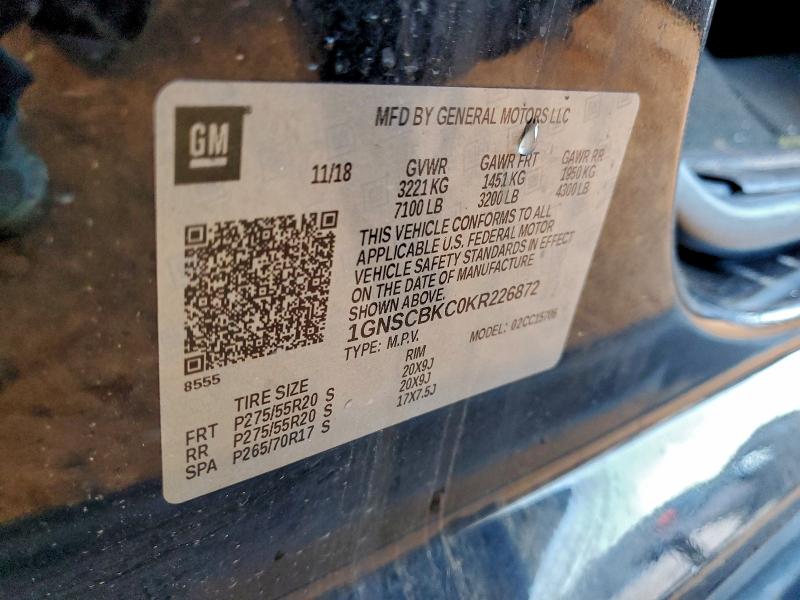 GM
MFD BY GENERAL MOTORS LLC
11/18
GVWR GAWR FRT GAWR RR
3221 KG 1451 KG 1950 KG
7100 LB 3200 LB 4300 LB
THIS VEHICLE CONFORMS TO ALL
APPLICABLE U.S. FEDERAL MOTOR
VEHICLE SAFETY STANDARDS IN EFFECT
ON THE DATE OF MANUFACTURE
SHOWN ABOVE.
1GNSCBKC0KR226872
TYPE: M.P.V. MODEL: 02CC15706
8555
TIRE SIZE RIM
FRT P275/55R20 S 20X9J
RR P275/55R20 S 20X9J
SPA P265/70R17 S 17X7.5J